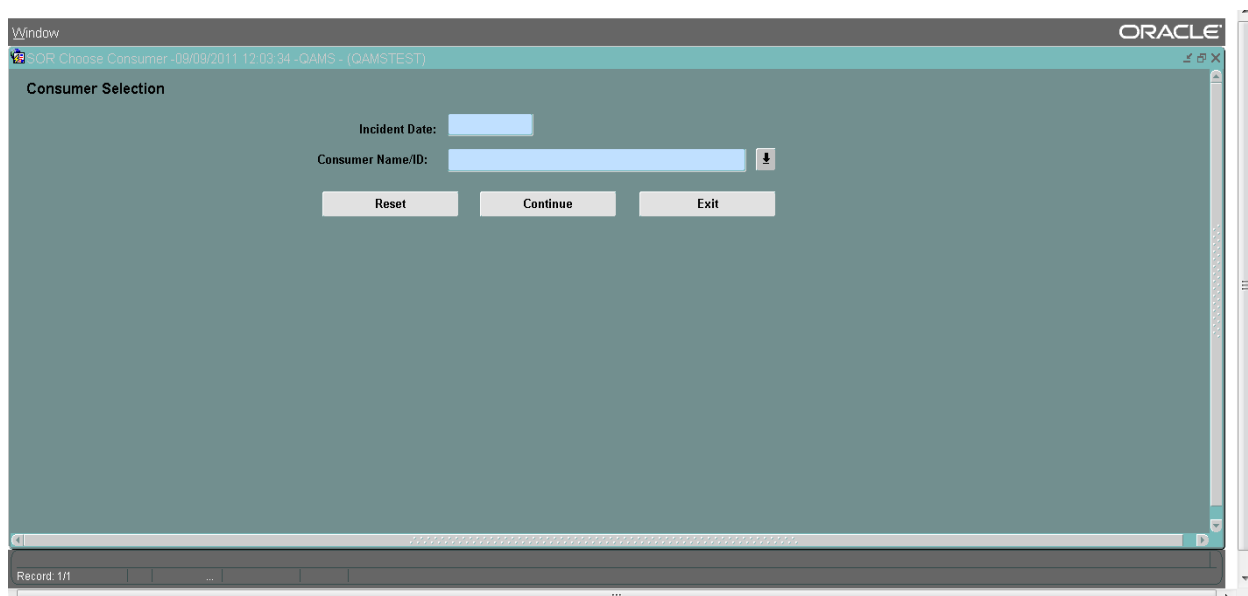 Window
ORACLE
SOR Choose Consumer -09/09/2011 12:03:34 -QAMS - (QAMSTEST)
Consumer Selection
Incident Date:
Consumer Name/ID:
Reset Continue Exit
Record: 1/1
...